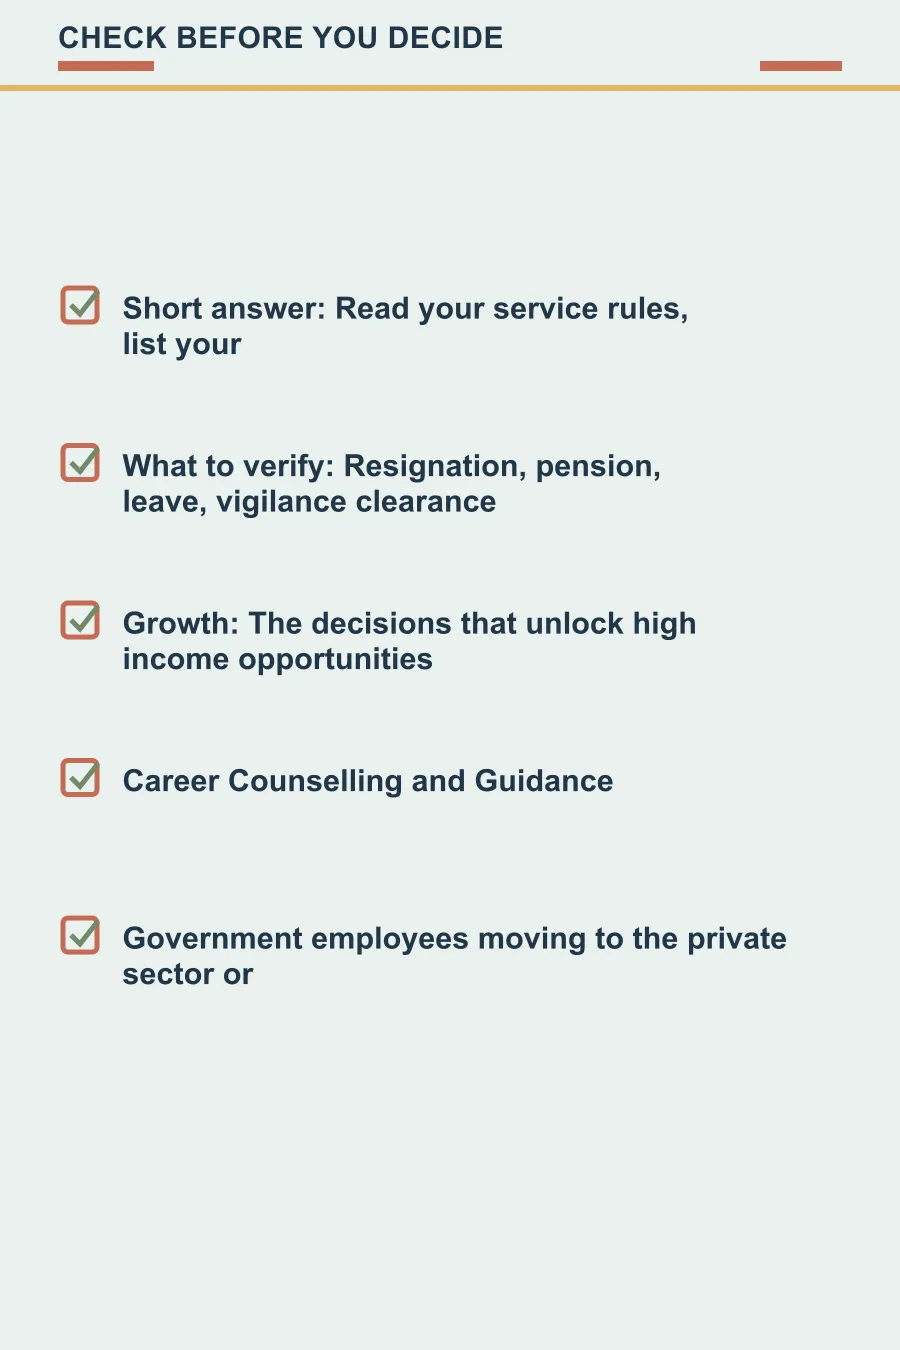 CHECK BEFORE YOU DECIDE
Short answer: Read your service rules,
list your
What to verify: Resignation, pension,
leave, vigilance clearance
Growth: The decisions that unlock high
income opportunities
Career Counselling and Guidance
Government employees moving to the private
sector or